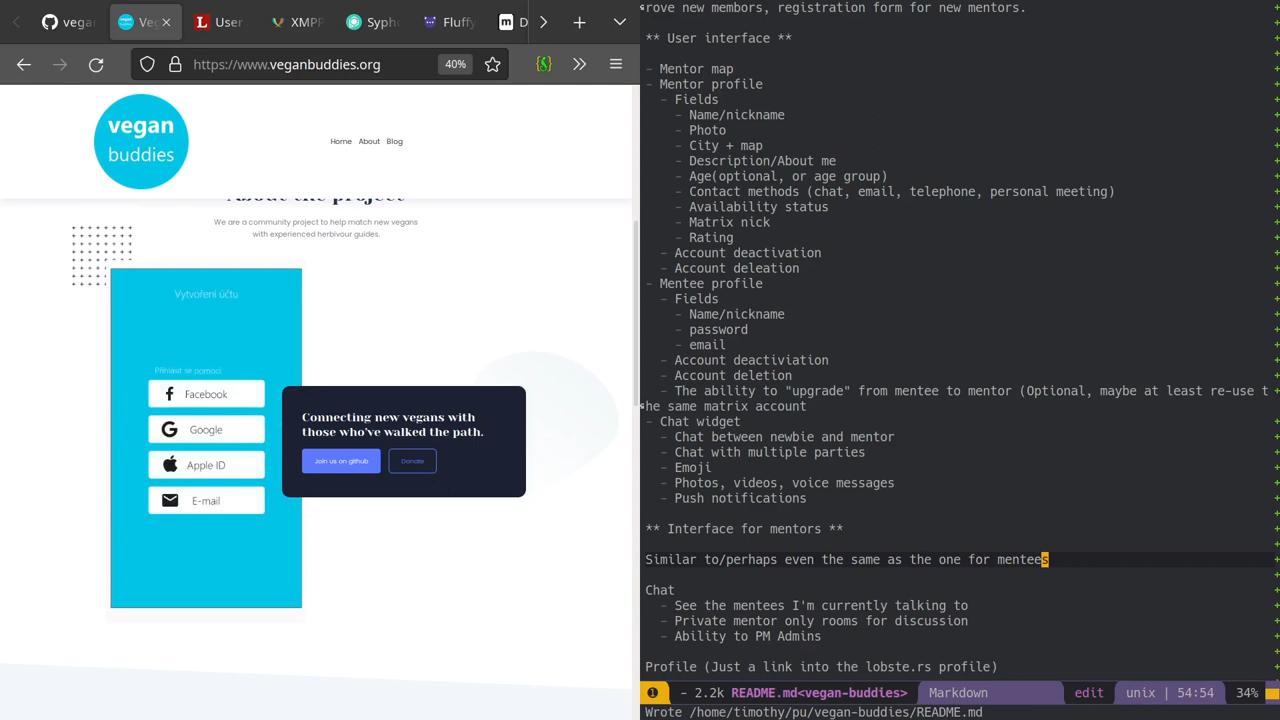 vegan
Veg
User
XMPP
Syph
Fluffy
D
https://www.veganbuddies.org
40%
vegan
buddies
Home About Blog
About the project
We are a community project to help match new vegans
with experienced herbivour guides.
Vytvoření účtu
Přihlásit se pomocí:
Facebook
Google
Apple ID
E-mail
Connecting new vegans with
those who've walked the path.
Join us on github
Donate
rove new membors, registration form for new mentors.
** User interface **
- Mentor map
- Mentor profile
- Fields
- Name/nickname
- Photo
- City + map
- Description/About me
- Age(optional, or age group)
- Contact methods (chat, email, telephone, personal meeting)
- Availability status
- Matrix nick
- Rating
- Account deactivation
- Account deleation
- Mentee profile
- Fields
- Name/nickname
- password
- email
- Account deactiviation
- Account deletion
- The ability to "upgrade" from mentee to mentor (Optional, maybe at least re-use t
he same matrix account
- Chat widget
- Chat between newbie and mentor
- Chat with multiple parties
- Emoji
- Photos, videos, voice messages
- Push notifications
** Interface for mentors **
Similar to/perhaps even the same as the one for mentees
Chat
- See the mentees I'm currently talking to
- Private mentor only rooms for discussion
- Ability to PM Admins
Profile (Just a link into the lobste.rs profile)
1 - 2.2k README.md<vegan-buddies> Markdown edit unix | 54:54 34%
Wrote /home/timothy/pu/vegan-buddies/README.md